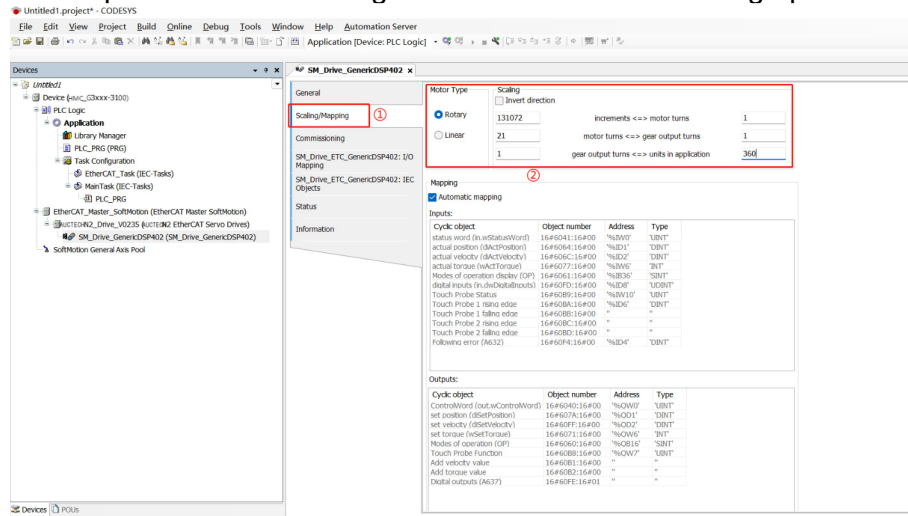 Untitled1.project* - CODESYS
File Edit View Project Build Online Debug Tools Window Help Automation Server
Application [Device: PLC Logic]
Devices
Untitled1
Device (HMC_G3xxx-3100)
PLC Logic
Application
Library Manager
PLC_PRG (PRG)
Task Configuration
EtherCAT_Task (IEC-Tasks)
MainTask (IEC-Tasks)
PLC_PRG
EtherCAT_Master_SoftMotion (EtherCAT Master SoftMotion)
EtherCAT Servo Drives)
SM_Drive_GenericDSP402 (SM_Drive_GenericDSP402)
SoftMotion General Axis Pool
Devices POUs
SM_Drive_GenericDSP402 x
General
Scaling/Mapping ①
Commissioning
SM_Drive_ETC_GenericDSP402: I/O
Mapping
SM_Drive_ETC_GenericDSP402: IEC
Objects
Status
Information
Motor Type Scaling
Invert direction
Rotary 131072 increments <=> motor turns 1
Linear 21 motor turns <=> gear output turns 1
1 gear output turns <=> units in application 360
②
Mapping
Automatic mapping
Inputs:
Cyclic object Object number Address Type
status word (in.wStatusWord) 16#6041:16#00 '%IW0' 'UINT'
actual position (diActPosition) 16#6064:16#00 '%ID1' 'DINT'
actual velocity (diActVelocity) 16#606C:16#00 '%ID2' 'DINT'
actual torque (wActTorque) 16#6077:16#00 '%IW6' 'INT'
Modes of operation display (OP) 16#6061:16#00 '%IB36' 'SINT'
digital inputs (in.dwDigitalInputs) 16#60FD:16#00 '%ID8' 'UDINT'
Touch Probe Status 16#60B9:16#00 '%IW10' 'UINT'
Touch Probe 1 rising edge 16#60BA:16#00 '%ID6' 'DINT'
Touch Probe 1 falling edge 16#60BB:16#00 '' ''
Touch Probe 2 rising edge 16#60BC:16#00 '' ''
Touch Probe 2 falling edge 16#60BD:16#00 '' ''
Following error (A632) 16#60F4:16#00 '%ID4' 'DINT'
Outputs:
Cyclic object Object number Address Type
ControlWord (out.wControlWord) 16#6040:16#00 '%QW0' 'UINT'
set position (diSetPosition) 16#607A:16#00 '%QD1' 'DINT'
set velocity (diSetVelocity) 16#60FF:16#00 '%QD2' 'DINT'
set torque (wSetTorque) 16#6071:16#00 '%QW6' 'INT'
Modes of operation (OP) 16#6060:16#00 '%QB16' 'SINT'
Touch Probe Function 16#60B8:16#00 '%QW7' 'UINT'
Add velocity value 16#60B1:16#00 '' ''
Add torque value 16#60B2:16#00 '' ''
Digital outputs (A637) 16#60FE:16#01 '' ''